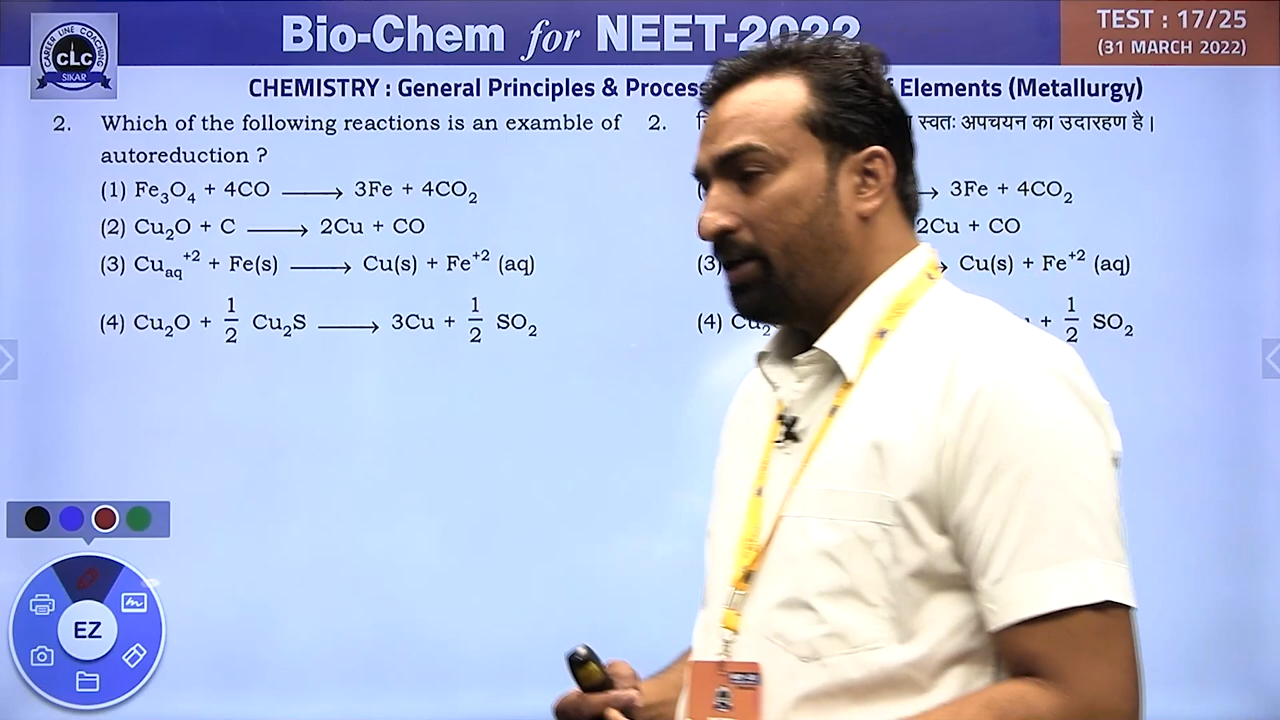 Bio-Chem for NEET-2022
TEST : 17/25
(31 MARCH 2022)
CAREER LINE COACHING
CLC
SIKAR
CHEMISTRY : General Principles & Process Elements (Metallurgy)
2. Which of the following reactions is an examble of
autoreduction ?
(1) Fe₃O₄ + 4CO ⟶ 3Fe + 4CO₂
(2) Cu₂O + C ⟶ 2Cu + CO
(3) Cu_aq⁺² + Fe(s) ⟶ Cu(s) + Fe⁺² (aq)
(4) Cu₂O + 1/2 Cu₂S ⟶ 3Cu + 1/2 SO₂
2. स्वतः अपचयन का उदारहण है।
⟶ 3Fe + 4CO₂
2Cu + CO
(3) Cu(s) + Fe⁺² (aq)
(4) Cu₂ + 1/2 SO₂
EZ